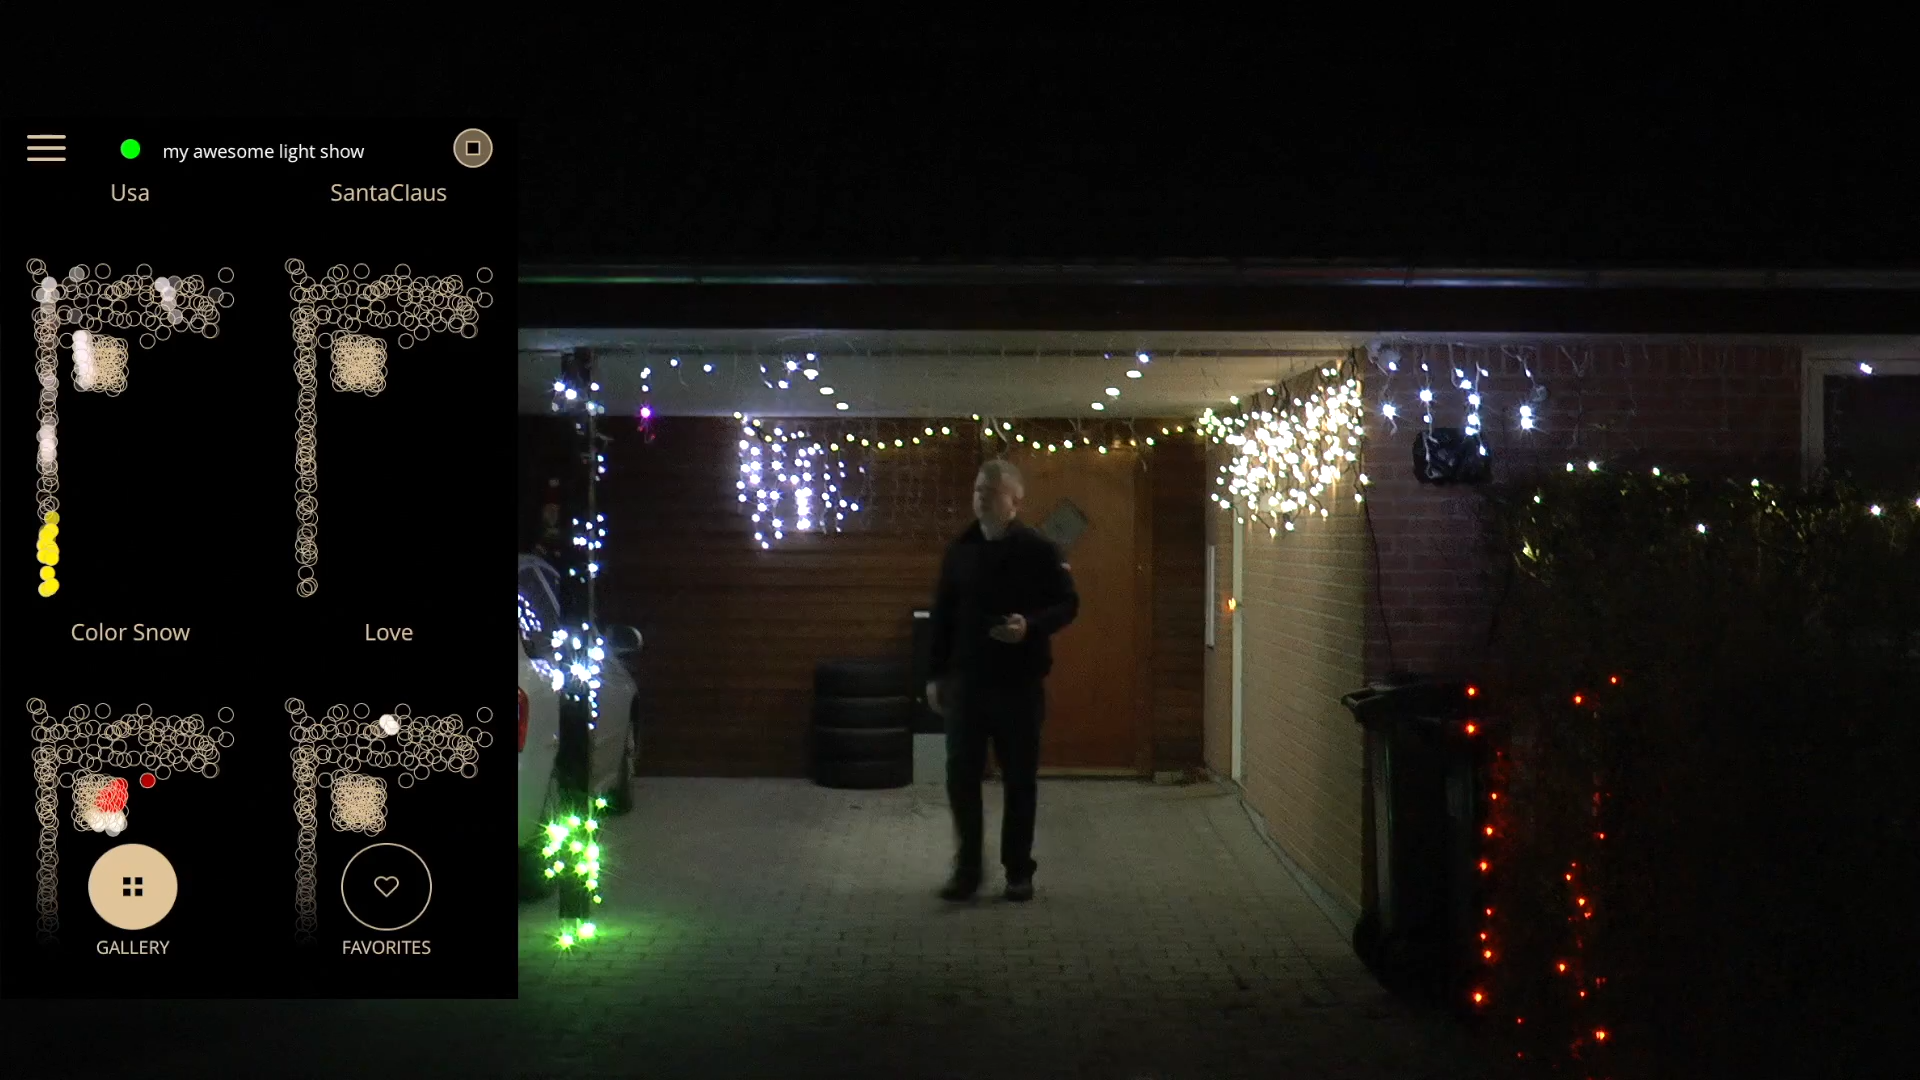 my awesome light show
Usa
SantaClaus
Color Snow
Love
GALLERY
FAVORITES